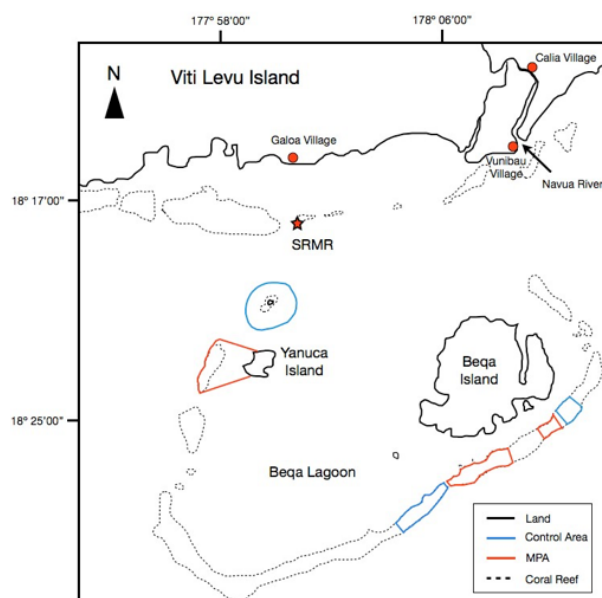 177° 58' 00"
178° 06' 00"
Calia Village
N
Viti Levu Island
Galoa Village
Vunibau
Village
Navua River
18° 17' 00"
SRMR
Yanuca
Island
Beqa
Island
18° 25' 00"
Beqa Lagoon
Land
Control Area
MPA
Coral Reef